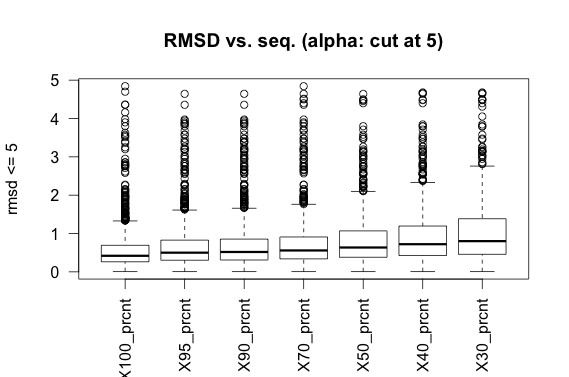 RMSD vs. seq. (alpha: cut at 5)
rmsd <= 5
5
4
3
2
1
0
X100_prcnt
X95_prcnt
X90_prcnt
X70_prcnt
X50_prcnt
X40_prcnt
X30_prcnt